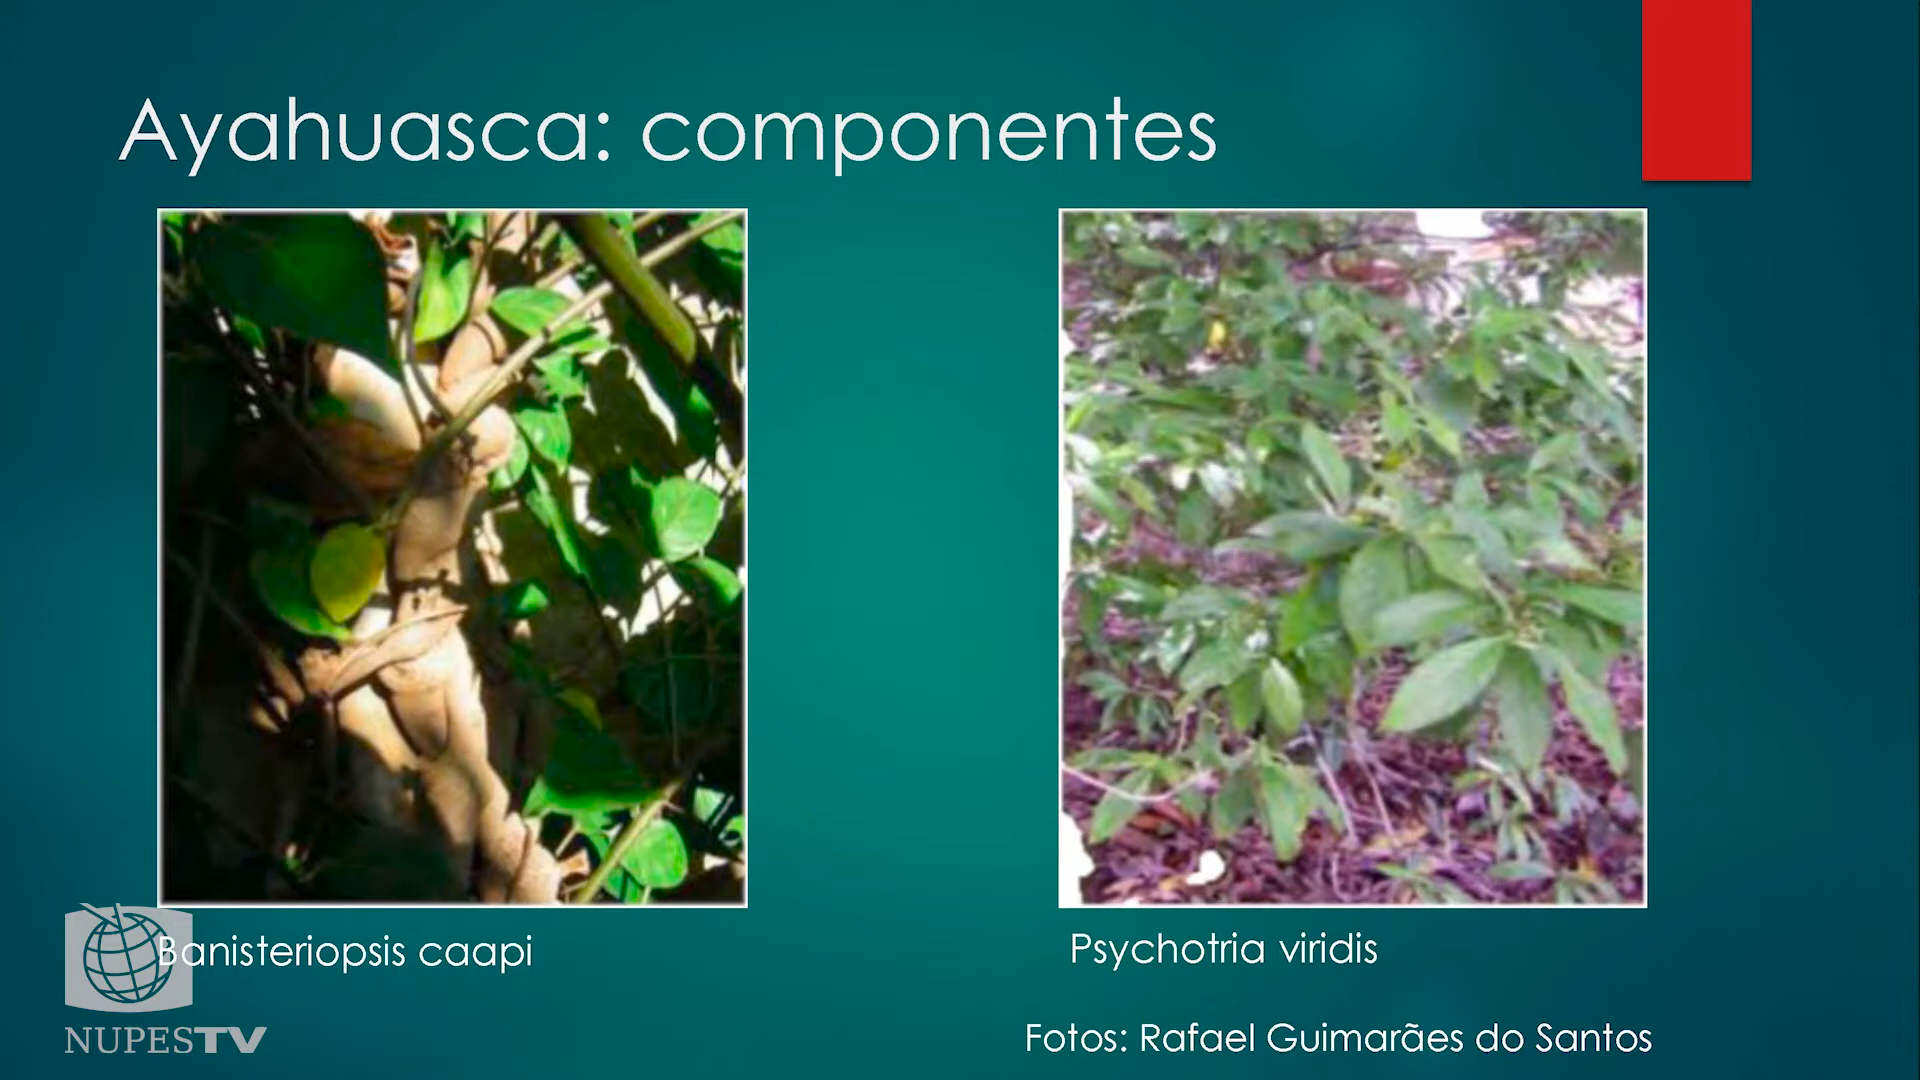 Ayahuasca: componentes
Banisteriopsis caapi
Psychotria viridis
Fotos: Rafael Guimarães do Santos
NUPESTV